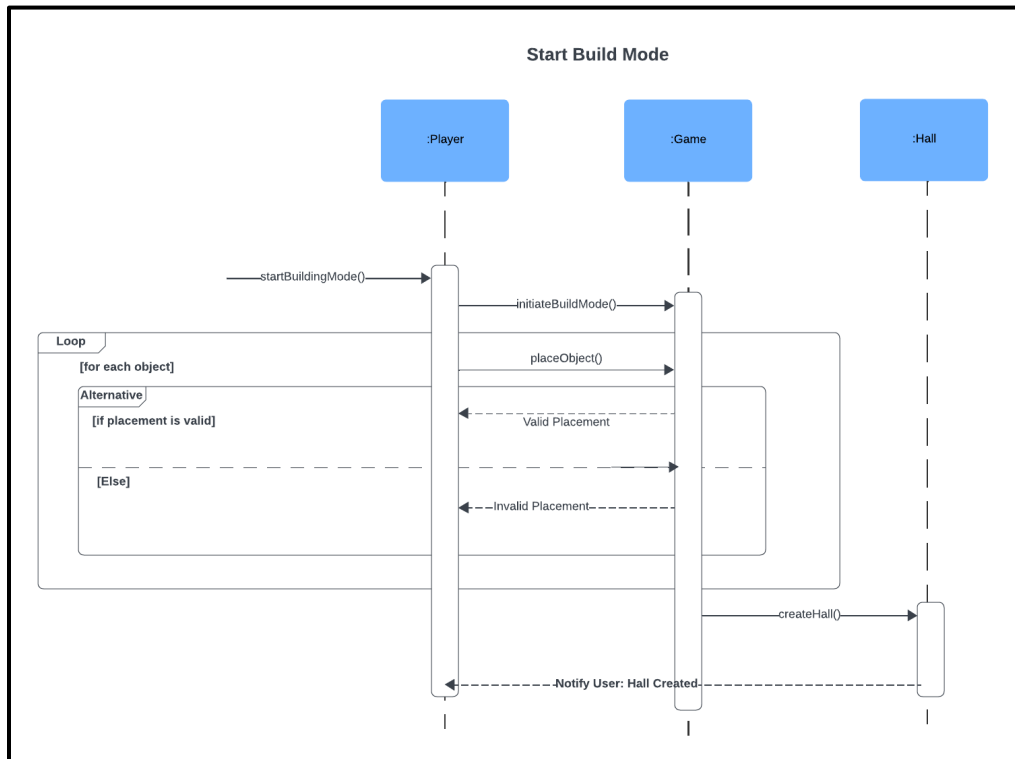 Start Build Mode
:Player
:Game
:Hall
startBuildingMode()
initiateBuildMode()
Loop
[for each object]
placeObject()
Alternative
[if placement is valid]
Valid Placement
[Else]
Invalid Placement
createHall()
Notify User: Hall Created